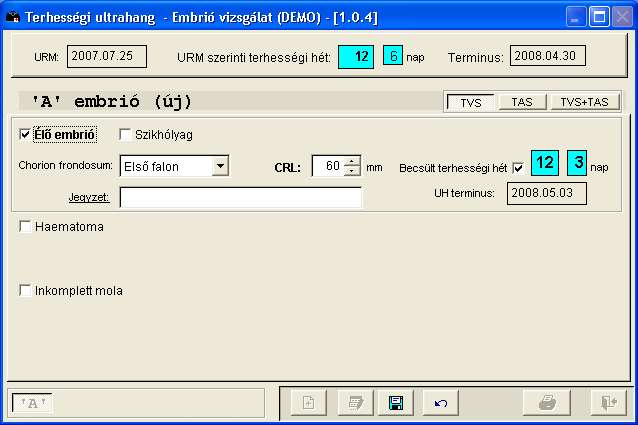 Terhességi ultrahang - Embrió vizsgálat (DEMO) - [1.0.4]
URM: 2007.07.25 URM szerinti terhességi hét: 12 6 nap Terminus: 2008.04.30
'A' embrió (új) TVS TAS TVS+TAS
Élő embrió Szikhólyag
Chorion frondosum: Első falon CRL: 60 mm Becsült terhességi hét 12 3 nap
Jegyzet: UH terminus: 2008.05.03
Haematoma
Inkomplett mola
'A'